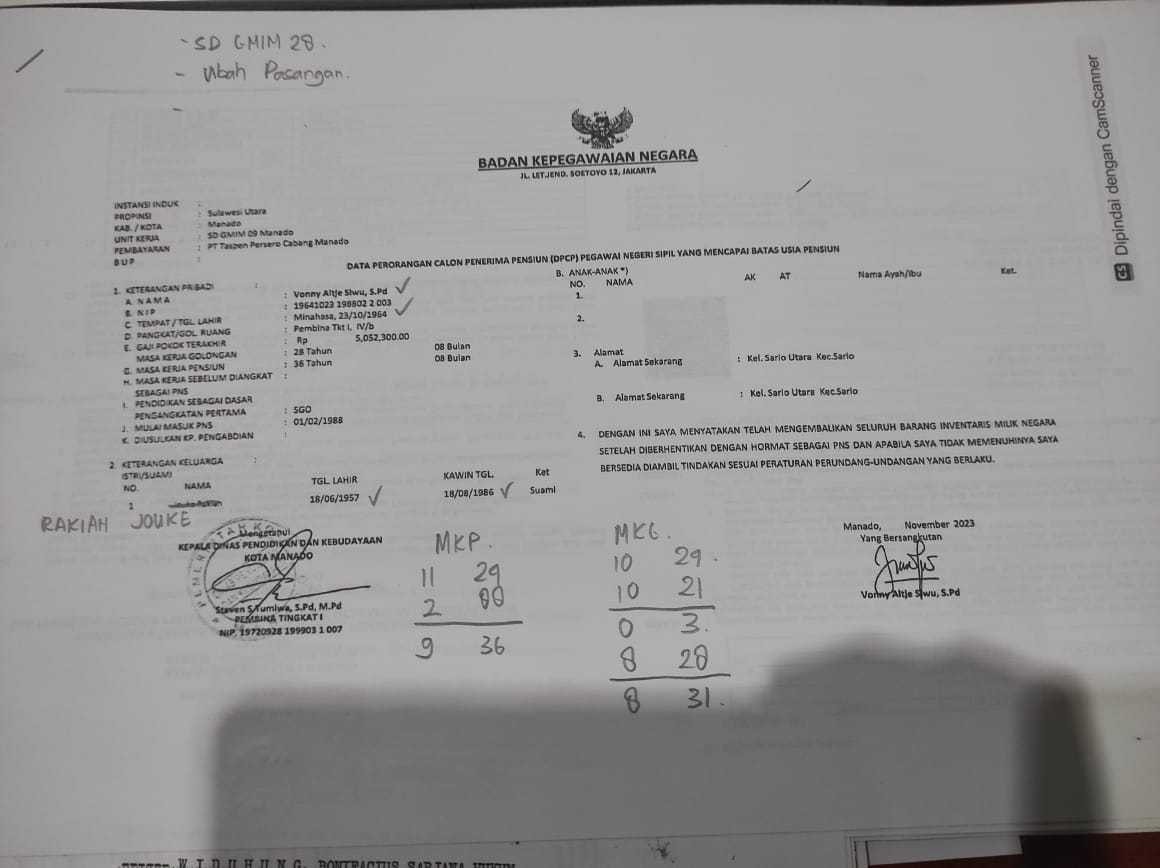 - SD GMIM 28.
- Ubah Pasangan.
-
BADAN KEPEGAWAIAN NEGARA
JL. LET.JEND. SOETOYO 12, JAKARTA
INSTANSI INDUK :
PROPINSI : Sulawesi Utara
KAB. / KOTA : Manado
UNIT KERJA : SD GMIM 09 Manado
PEMBAYARAN : PT Taspen Persero Cabang Manado
B U P :
DATA PERORANGAN CALON PENERIMA PENSIUN (DPCP) PEGAWAI NEGERI SIPIL YANG MENCAPAI BATAS USIA PENSIUN
1. KETERANGAN PRIBADI :
A. N A M A : Vonny Altje Siwu, S.Pd
B. N I P : 19641023 198802 2 003
C. TEMPAT / TGL. LAHIR : Minahasa, 23/10/1964
D. PANGKAT/GOL. RUANG : Pembina Tkt I, IV/b
E. GAJI POKOK TERAKHIR : Rp 5,052,300.00
MASA KERJA GOLONGAN : 28 Tahun 08 Bulan
G. MASA KERJA PENSIUN : 36 Tahun 08 Bulan
H. MASA KERJA SEBELUM DIANGKAT :
SEBAGAI PNS
I. PENDIDIKAN SEBAGAI DASAR
PENGANGKATAN PERTAMA : SGO
J. MULAI MASUK PNS : 01/02/1988
K. DIUSULKAN KP. PENGABDIAN :
2. KETERANGAN KELUARGA :
ISTRI/SUAMI)
NO. NAMA TGL. LAHIR KAWIN TGL. Ket
1 18/06/1957 18/08/1986 Suami
RAKIAH JOUKE
B. ANAK-ANAK *)
NO. NAMA AK AT Nama Ayah/Ibu Ket.
1.
2.
3. Alamat
A. Alamat Sekarang : Kel. Sario Utara Kec.Sario
B. Alamat Sekarang : Kel. Sario Utara Kec.Sario
4. DENGAN INI SAYA MENYATAKAN TELAH MENGEMBALIKAN SELURUH BARANG INVENTARIS MILIK NEGARA
SETELAH DIBERHENTIKAN DENGAN HORMAT SEBAGAI PNS DAN APABILA SAYA TIDAK MEMENUHINYA SAYA
BERSEDIA DIAMBIL TINDAKAN SESUAI PERATURAN PERUNDANG-UNDANGAN YANG BERLAKU.
Mengetahui
KEPALA DINAS PENDIDIKAN DAN KEBUDAYAAN
KOTA MANADO
Steven S Tumiwa, S.Pd, M.Pd
PEMBINA TINGKAT I
NIP. 19720928 199903 1 007
MKP.
11 29
2 88
9 36
MKG.
10 29.
10 21
0 3.
8 28
8 31.
Manado, November 2023
Yang Bersangkutan
Vonny Altje Siwu, S.Pd
CS Dipindai dengan CamScanner